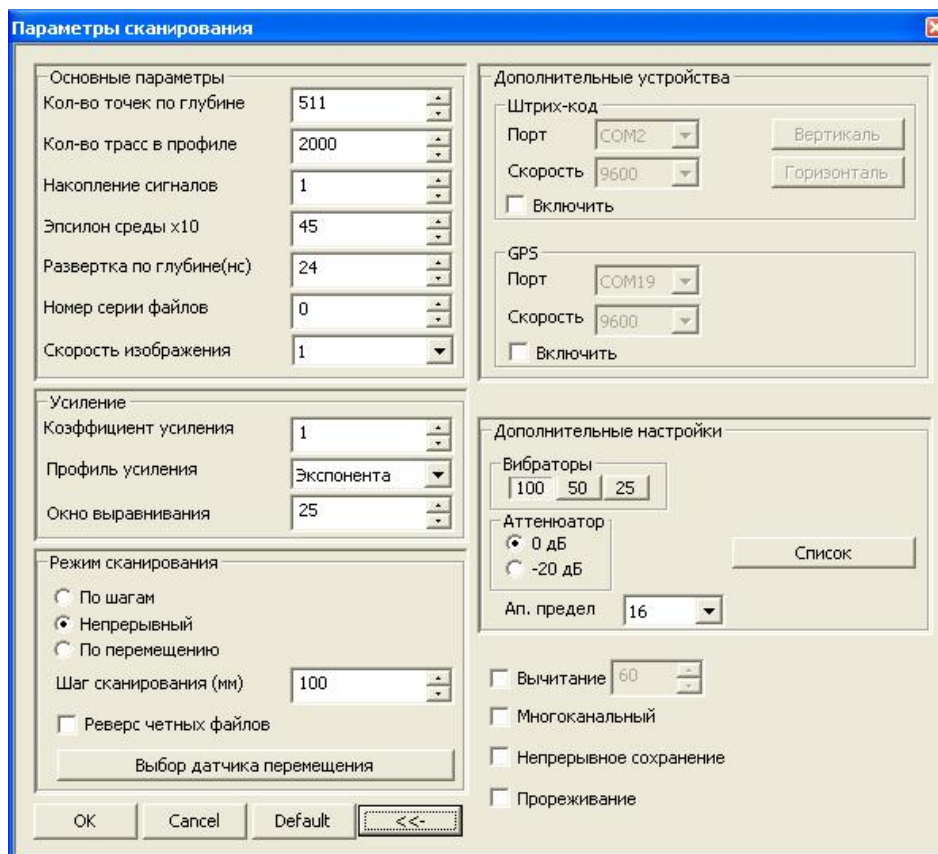 Параметры сканирования
Основные параметры
Кол-во точек по глубине 511
Кол-во трасс в профиле 2000
Накопление сигналов 1
Эпсилон среды x10 45
Развертка по глубине(нс) 24
Номер серии файлов 0
Скорость изображения 1
Усиление
Коэффициент усиления 1
Профиль усиления Экспонента
Окно выравнивания 25
Режим сканирования
По шагам
Непрерывный
По перемещению
Шаг сканирования (мм) 100
Реверс четных файлов
Выбор датчика перемещения
OK Cancel Default <<-
Дополнительные устройства
Штрих-код
Порт COM2 Вертикаль
Скорость 9600 Горизонталь
Включить
GPS
Порт COM19
Скорость 9600
Включить
Дополнительные настройки
Вибраторы
100 50 25
Аттенюатор
0 дБ
-20 дБ
Список
Ап. предел 16
Вычитание 60
Многоканальный
Непрерывное сохранение
Прореживание